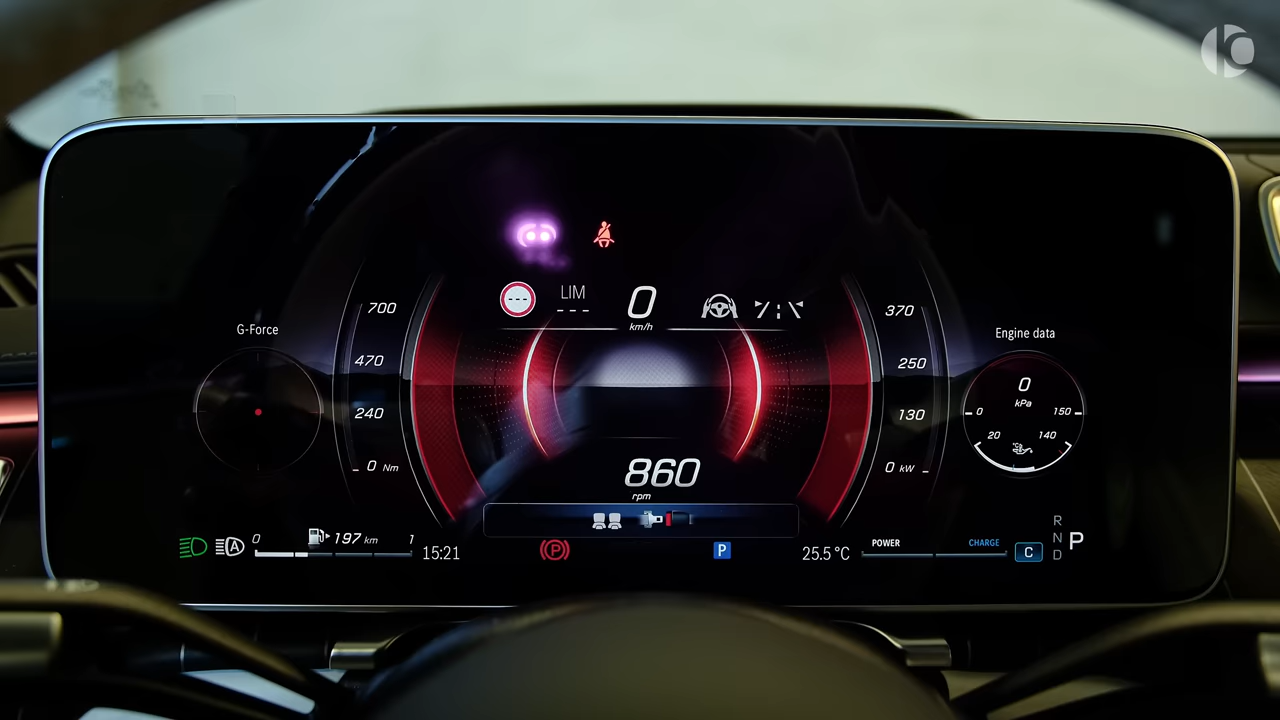 LIM
---
---
0
km/h
G-Force
700
470
240
0 Nm
370
250
130
0 kW
Engine data
0
kPa
0
150
20
140
860
rpm
0
197 km
1
A
15:21
P
P
25.5 °C
POWER
CHARGE
C
R
N
D
P